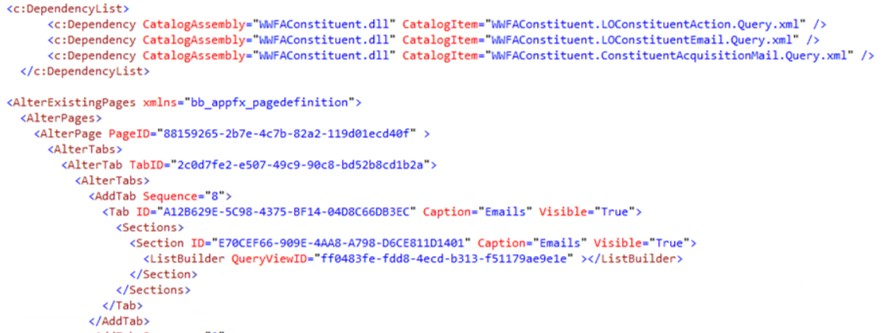 <c:DependencyList>
<c:Dependency CatalogAssembly="WWFAConstituent.dll" CatalogItem="WWFAConstituent.LOConstituentAction.Query.xml" />
<c:Dependency CatalogAssembly="WWFAConstituent.dll" CatalogItem="WWFAConstituent.LOConstituentEmail.Query.xml" />
<c:Dependency CatalogAssembly="WWFAConstituent.dll" CatalogItem="WWFAConstituent.ConstituentAcquisitionMail.Query.xml" />
</c:DependencyList>
<AlterExistingPages xmlns="bb_appfx_pagedefinition">
<AlterPages>
<AlterPage PageID="88159265-2b7e-4c7b-82a2-119d01ecd40f" >
<AlterTabs>
<AlterTab TabID="2c0d7fe2-e507-49c9-90c8-bd52b8cd1b2a">
<AlterTabs>
<AddTab Sequence="8">
<Tab ID="A12B629E-5C98-4375-BF14-04D8C66DB3EC" Caption="Emails" Visible="True">
<Sections>
<Section ID="E70CEF66-909E-4AA8-A798-D6CE811D1401" Caption="Emails" Visible="True">
<ListBuilder QueryViewID="ff0483fe-fdd8-4ecd-b313-f51179ae9e1e" ></ListBuilder>
</Section>
</Sections>
</Tab>
</AddTab>